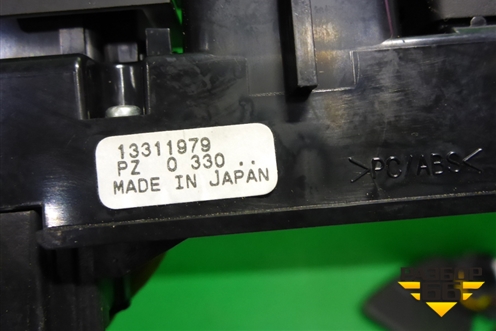 13311979
PZ 0 330 ..
MADE IN JAPAN
>PC/ABS<